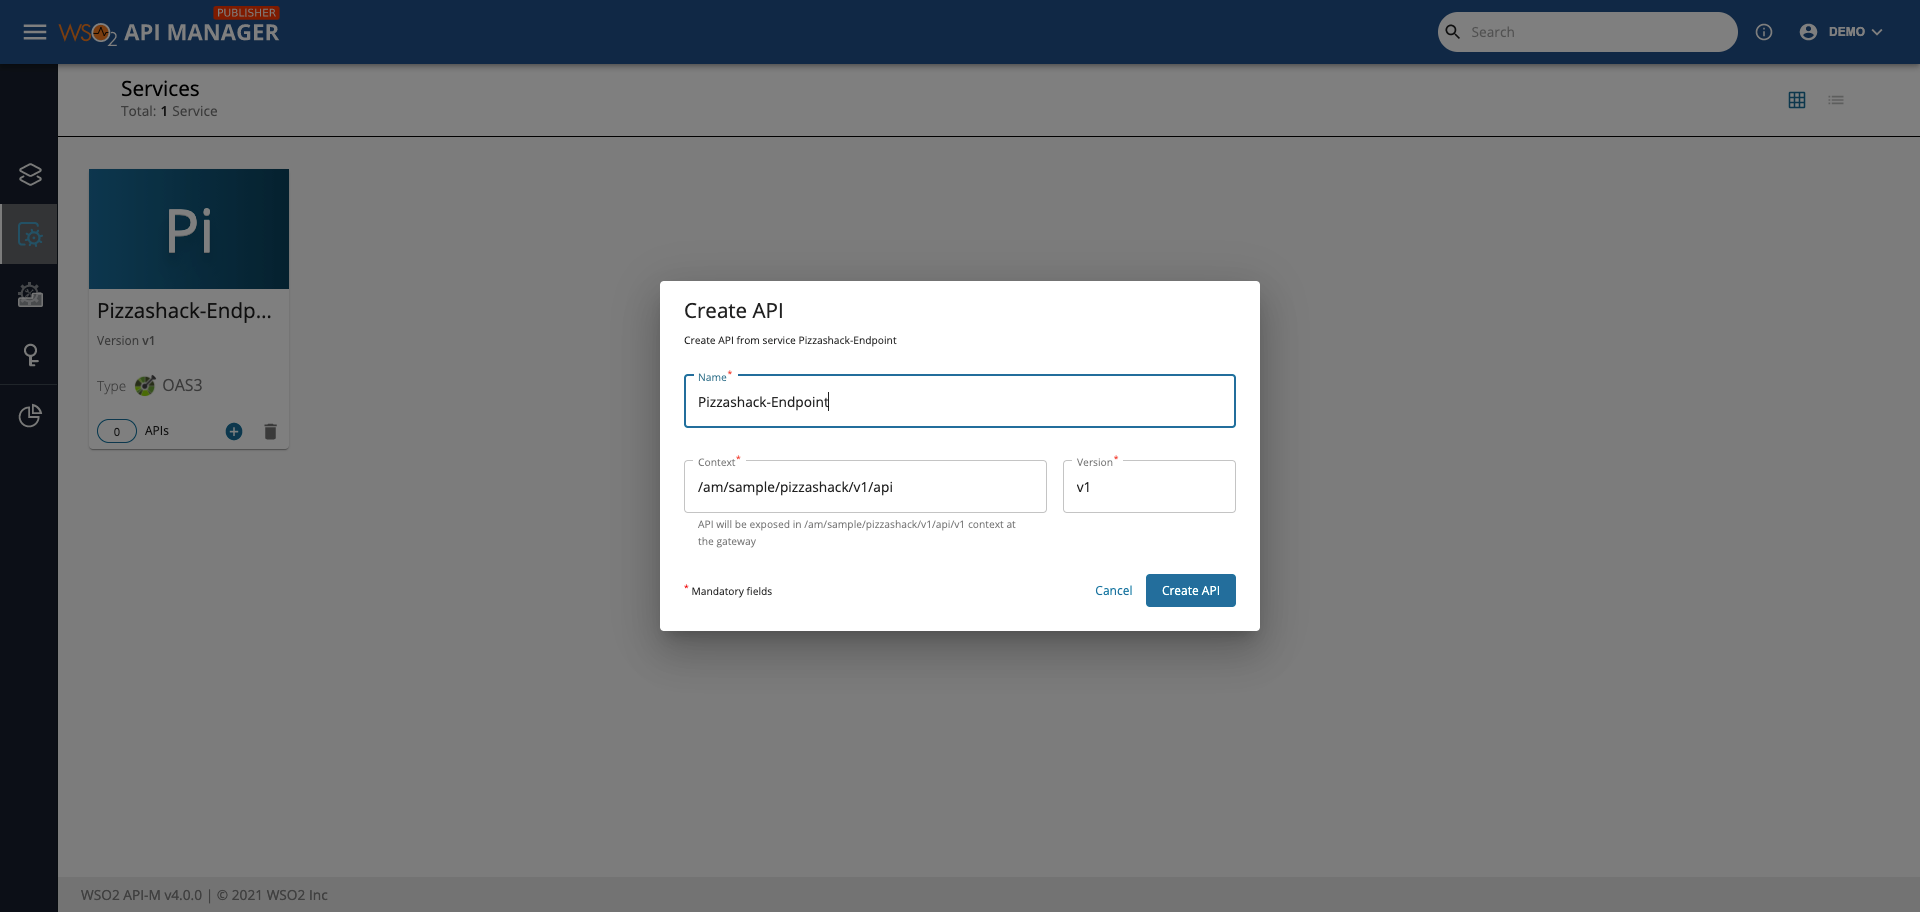 PUBLISHER
WSO2 API MANAGER
Search
DEMO
Services
Total: 1 Service
Pi
Pizzashack-Endp...
Version v1
Type OAS3
0 APIs
Create API
Create API from service Pizzashack-Endpoint
Name*
Pizzashack-Endpoint
Context*
/am/sample/pizzashack/v1/api
Version*
v1
API will be exposed in /am/sample/pizzashack/v1/api/v1 context at
the gateway
* Mandatory fields
Cancel
Create API
WSO2 API-M v4.0.0 | © 2021 WSO2 Inc